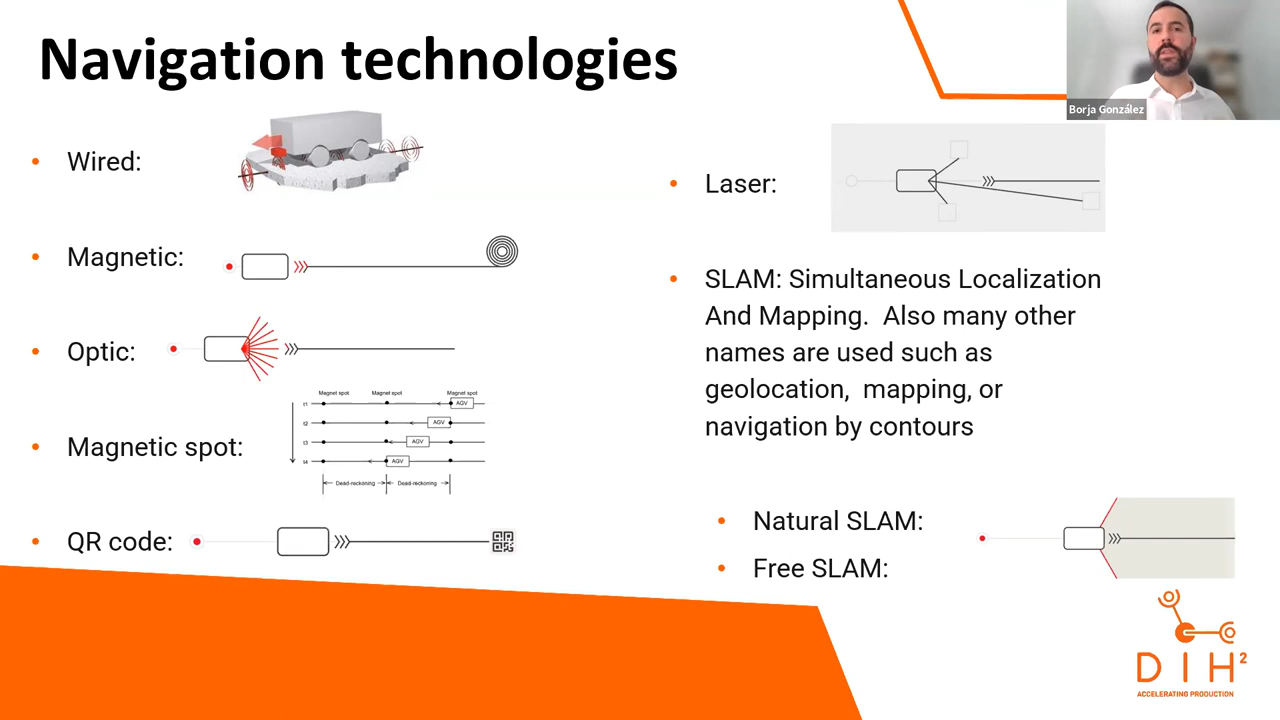 Navigation technologies
Borja González
Wired:
Magnetic:
Optic:
Magnet spot Magnet spot Magnet spot
t1 AGV
t2 AGV
t3 AGV
t4 AGV
Dead-reckoning Dead-reckoning
Magnetic spot:
QR code:
Laser:
SLAM: Simultaneous Localization
And Mapping. Also many other
names are used such as
geolocation, mapping, or
navigation by contours
Natural SLAM:
Free SLAM:
DIH²
ACCELERATING PRODUCTION